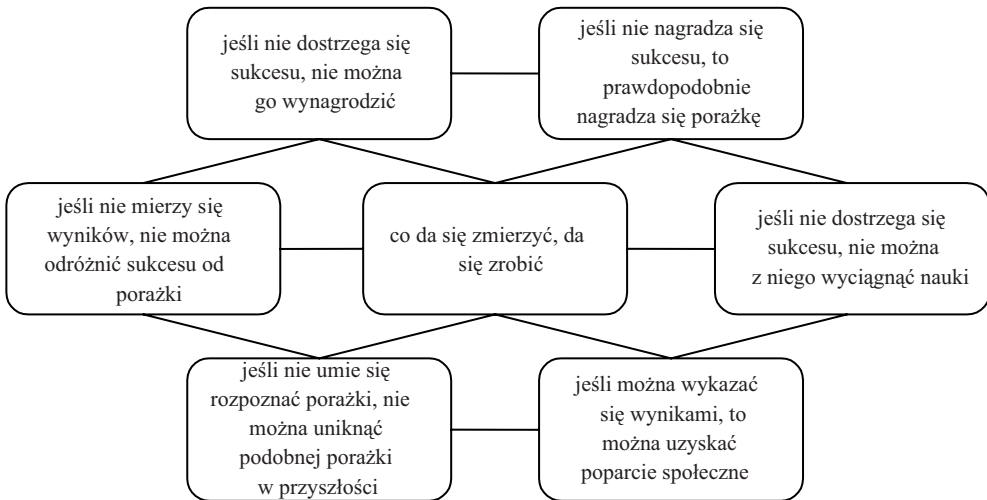 jeśli nie dostrzega się
sukcesu, nie można
go wynagrodzić
jeśli nie nagradza się
sukcesu, to
prawdopodobnie
nagradza się porażkę
jeśli nie mierzy się
wyników, nie można
odróżnić sukcesu od
porażki
co da się zmierzyć, da
się zrobić
jeśli nie dostrzega się
sukcesu, nie można
z niego wyciągnąć nauki
jeśli nie umie się
rozpoznać porażki, nie
można uniknąć
podobnej porażki
w przyszłości
jeśli można wykazać
się wynikami, to
można uzyskać
poparcie społeczne